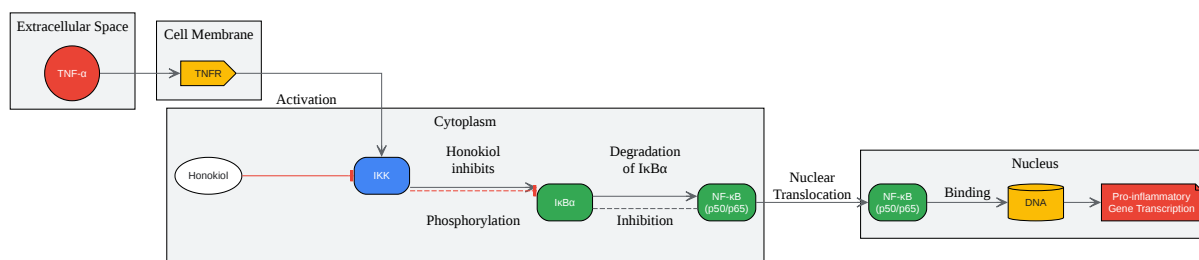 Extracellular Space
TNF-α
Cell Membrane
TNFR
Activation
Cytoplasm
Honokiol
IKK
Honokiol
inhibits
Phosphorylation
IκBα
Degradation
of IκBα
Inhibition
NF-κB
(p50/p65)
Nuclear
Translocation
Nucleus
NF-κB
(p50/p65)
Binding
DNA
Pro-inflammatory
Gene Transcription